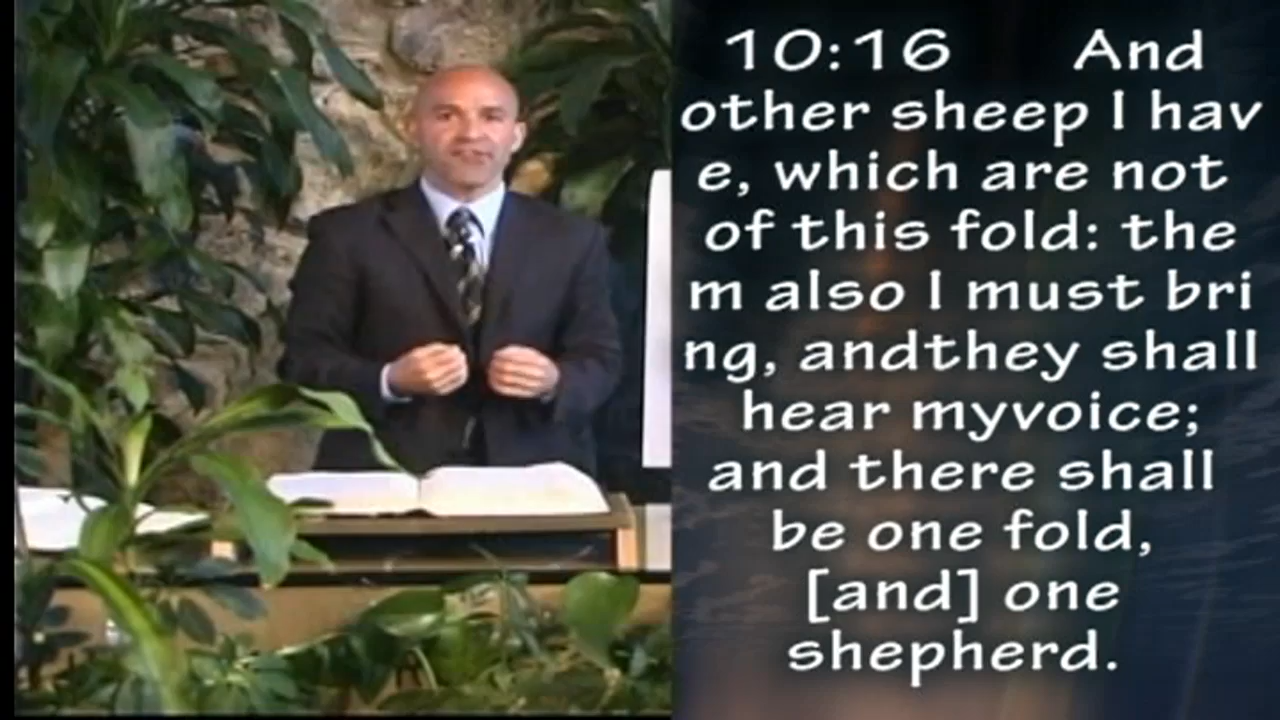 10:16 And
other sheep I hav
e, which are not
of this fold: the
m also I must bri
ng, andthey shall
hear myvoice;
and there shall
be one fold,
[and] one
shepherd.